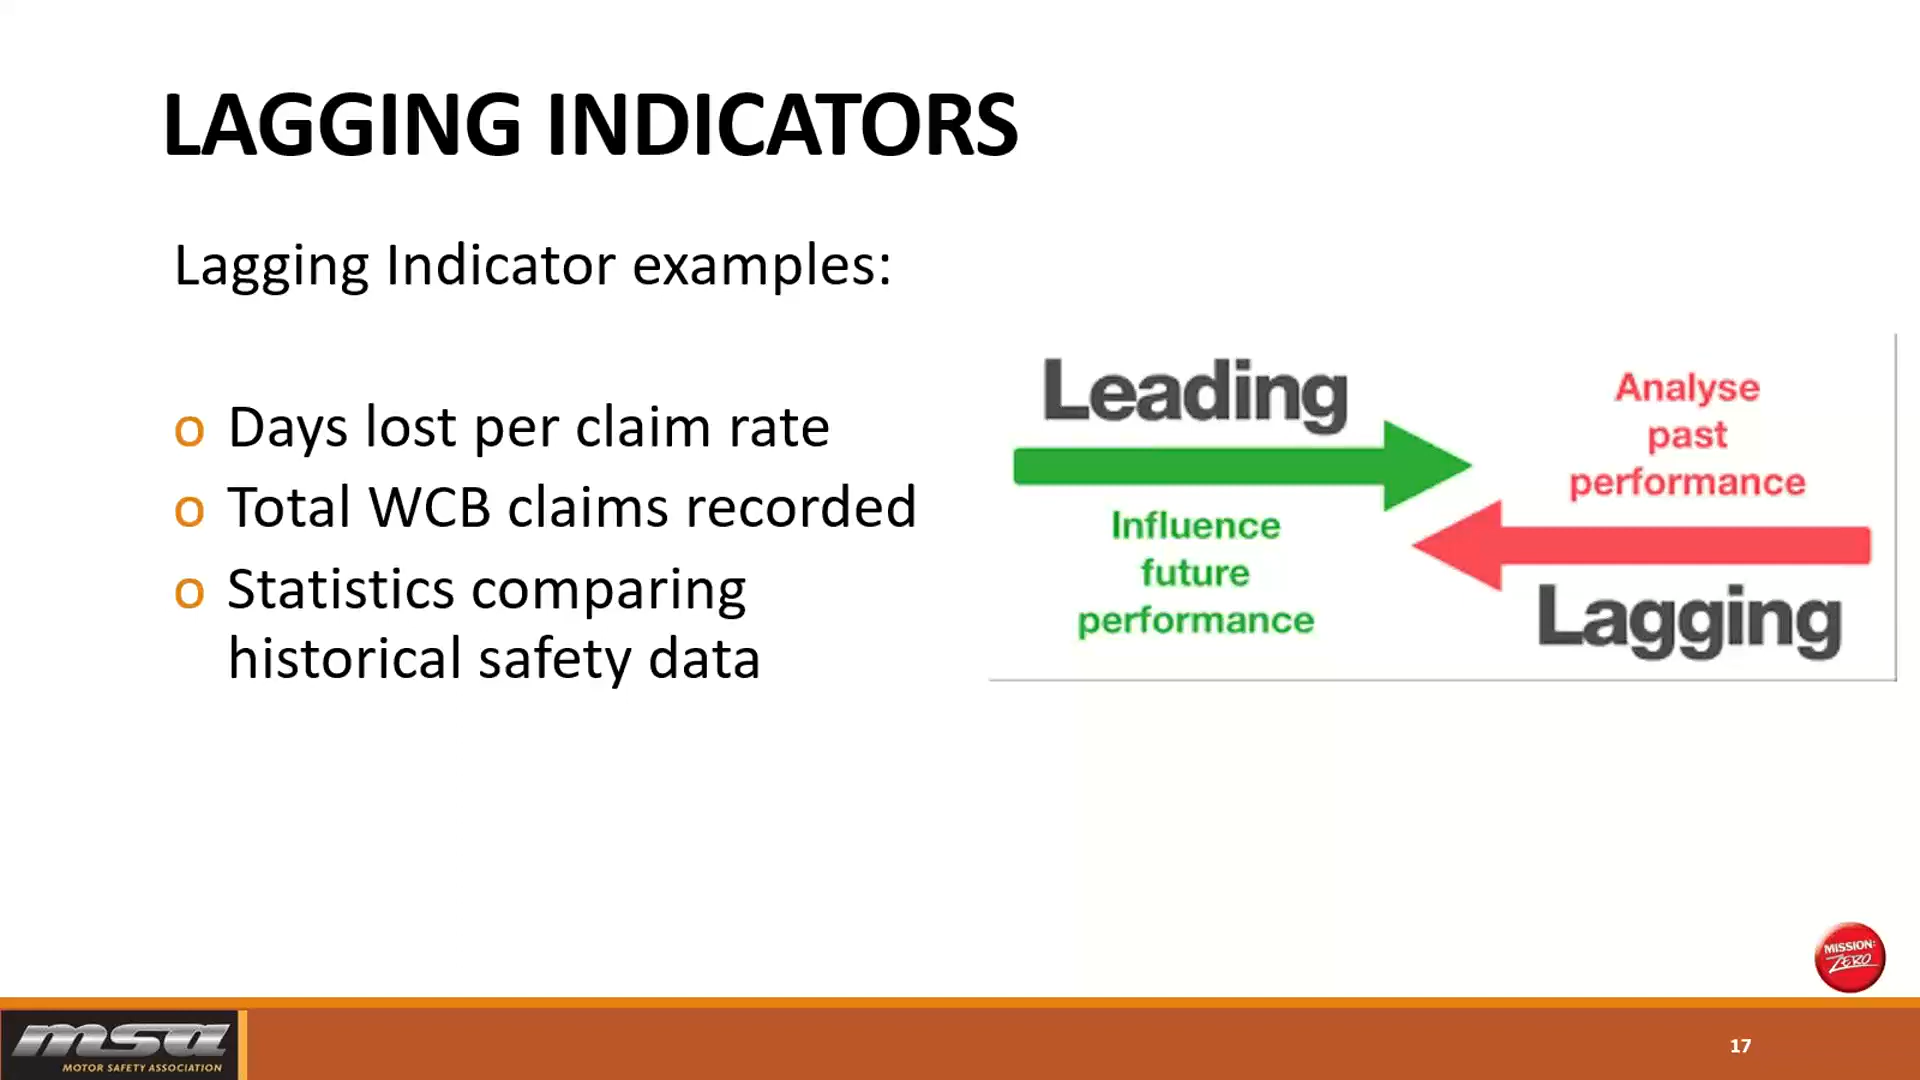 LAGGING INDICATORS
Lagging Indicator examples:
o Days lost per claim rate
o Total WCB claims recorded
o Statistics comparing
historical safety data
Leading
Influence
future
performance
Analyse
past
performance
Lagging
MISSION:
ZERO
msa
MOTOR SAFETY ASSOCIATION
17